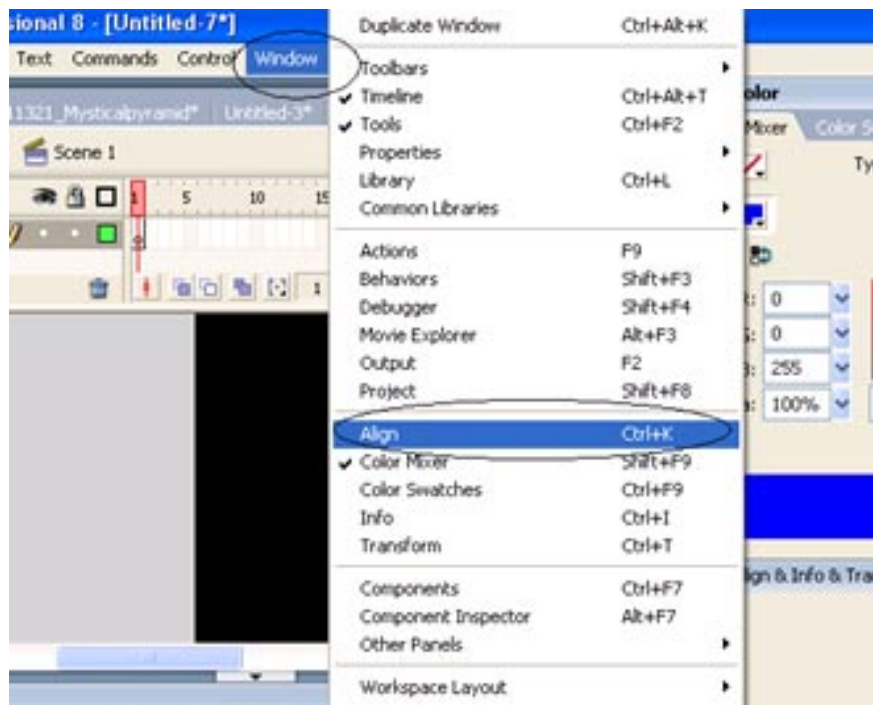 sional 8 - [Untitled-7*]
Text Commands Control Window
11321_Mysticalpyramid* Untitled-3*
Scene 1
1 5 10 15
1
Duplicate Window Ctrl+Alt+K
Toolbars
Timeline Ctrl+Alt+T
Tools Ctrl+F2
Properties
Library Ctrl+L
Common Libraries
Actions F9
Behaviors Shift+F3
Debugger Shift+F4
Movie Explorer Alt+F3
Output F2
Project Shift+F8
Align Ctrl+K
Color Mixer Shift+F9
Color Swatches Ctrl+F9
Info Ctrl+I
Transform Ctrl+T
Components Ctrl+F7
Component Inspector Alt+F7
Other Panels
Workspace Layout
olor
Mixer Color S
Ty
0
0
255
100%
lign & Info & Tra